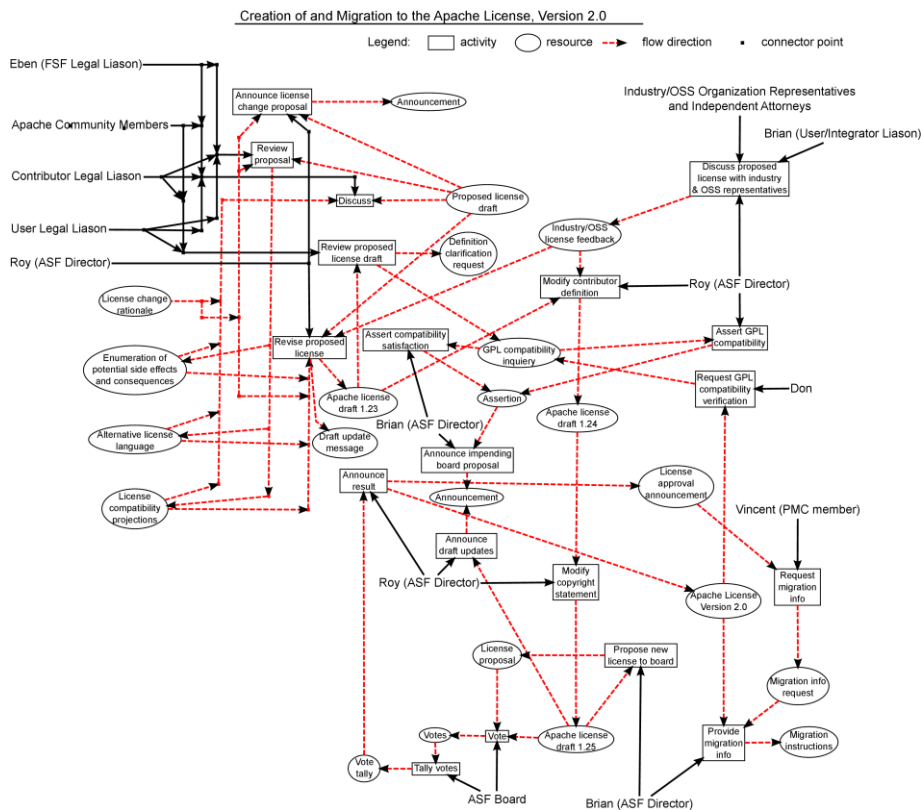 Creation of and Migration to the Apache License, Version 2.0
Legend:
activity
resource
flow direction
connector point
Eben (FSF Legal Liason)
Apache Community Members
Contributor Legal Liason
User Legal Liason
Roy (ASF Director)
Announce license
change proposal
Announcement
Review
proposal
Discuss
Proposed license
draft
Industry/OSS Organization Representatives
and Independent Attorneys
Brian (User/Integrator Liason)
Discuss proposed
license with industry
& OSS representatives
Review proposed
license draft
Definition
clarification
request
Industry/OSS
license feedback
Modify contributor
definition
Roy (ASF Director)
License change
rationale
Revise proposed
license
Assert compatibility
satisfaction
GPL compatibility
inquiery
Assert GPL
compatibility
Enumeration of
potential side effects
and consequences
Request GPL
compatibility
verification
Don
Apache license
draft 1.23
Assertion
Apache license
draft 1.24
Brian (ASF Director)
Alternative license
language
Draft update
message
Announce impending
board proposal
Announce
result
License
approval
announcement
License
compatibility
projections
Announcement
Vincent (PMC member)
Announce
draft updates
Roy (ASF Director)
Modify
copyright
statement
Request
migration
info
Apache License
Version 2.0
License
proposal
Propose new
license to board
Migration info
request
Votes
Vote
Apache license
draft 1.25
Provide
migration
info
Migration
instructions
Vote
tally
Tally votes
ASF Board
Brian (ASF Director)